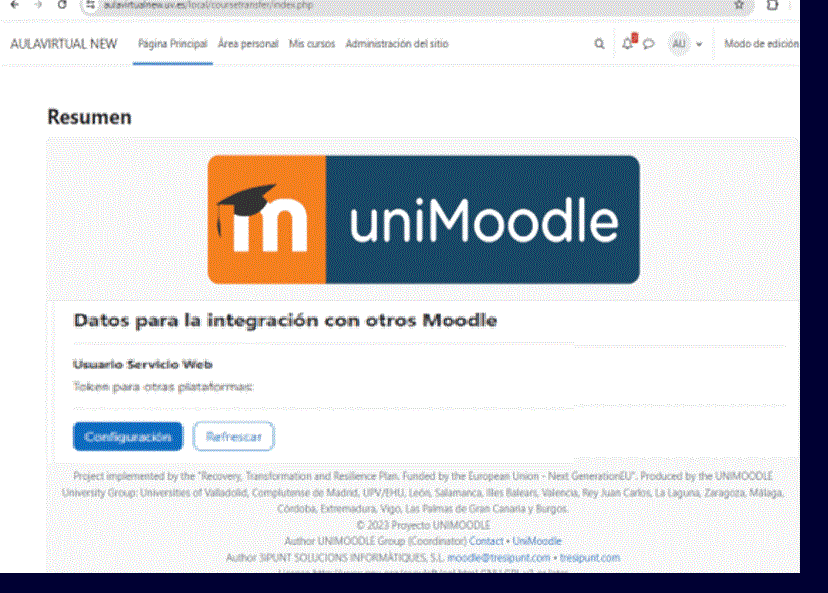 aulavirtualnew.uv.es/local/coursetransfer/index.php
AULAVIRTUAL NEW Página Principal Área personal Mis cursos Administración del sitio AU Modo de edición
Resumen
m uniMoodle
Datos para la integración con otros Moodle
Usuario Servicio Web
Token para otras plataformas:
Configuración Refrescar
Project implemented by the "Recovery, Transformation and Resilience Plan. Funded by the European Union - Next GenerationEU". Produced by the UNIMOODLE
University Group: Universities of Valladolid, Complutense de Madrid, UPV/EHU, León, Salamanca, Illes Balears, Valencia, Rey Juan Carlos, La Laguna, Zaragoza, Málaga,
Córdoba, Extremadura, Vigo, Las Palmas de Gran Canaria y Burgos.
© 2023 Proyecto UNIMOODLE
Author UNIMOODLE Group (Coordinator) Contact • UniMoodle
Author 3IPUNT SOLUCIONS INFORMÀTIQUES, S.L. moodle@tresipunt.com • tresipunt.com